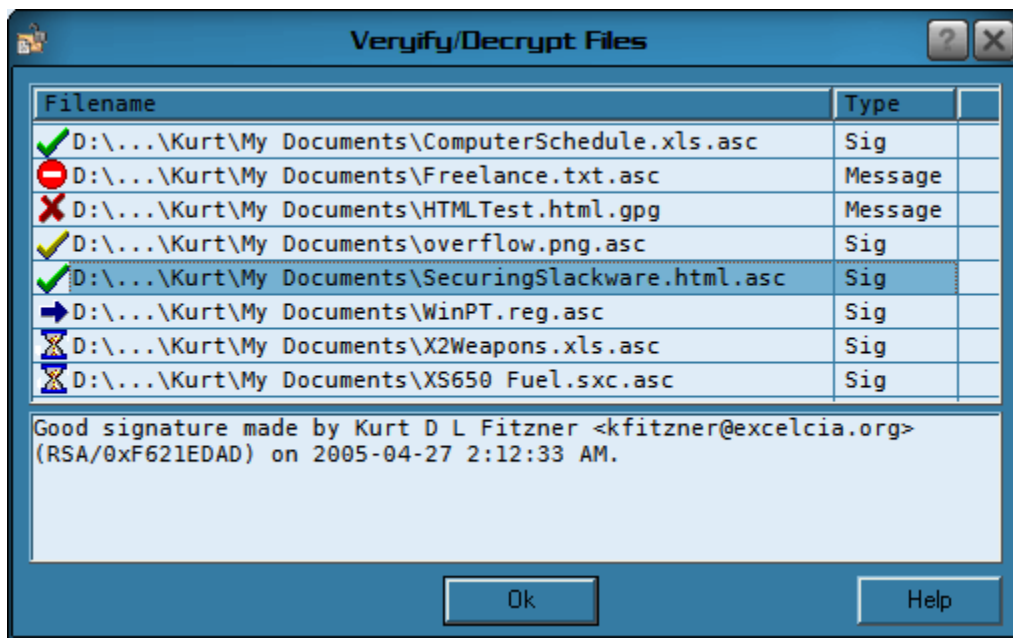 Veryify/Decrypt Files
Filename Type
D:\...\Kurt\My Documents\ComputerSchedule.xls.asc Sig
D:\...\Kurt\My Documents\Freelance.txt.asc Message
D:\...\Kurt\My Documents\HTMLTest.html.gpg Message
D:\...\Kurt\My Documents\overflow.png.asc Sig
D:\...\Kurt\My Documents\SecuringSlackware.html.asc Sig
D:\...\Kurt\My Documents\WinPT.reg.asc Sig
D:\...\Kurt\My Documents\X2Weapons.xls.asc Sig
D:\...\Kurt\My Documents\XS650 Fuel.sxc.asc Sig
Good signature made by Kurt D L Fitzner <kfitzner@excelcia.org>
(RSA/0xF621EDAD) on 2005-04-27 2:12:33 AM.
Ok Help